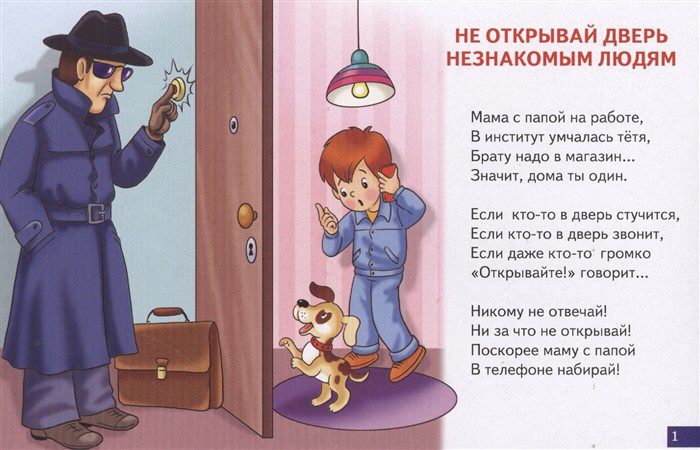 НЕ ОТКРЫВАЙ ДВЕРЬ
НЕЗНАКОМЫМ ЛЮДЯМ
Мама с папой на работе,
В институт умчалась тётя,
Брату надо в магазин...
Значит, дома ты один.
Если кто-то в дверь стучится,
Если кто-то в дверь звонит,
Если даже кто-то громко
«Открывайте!» говорит...
Никому не отвечай!
Ни за что не открывай!
Поскорее маму с папой
В телефоне набирай!
1